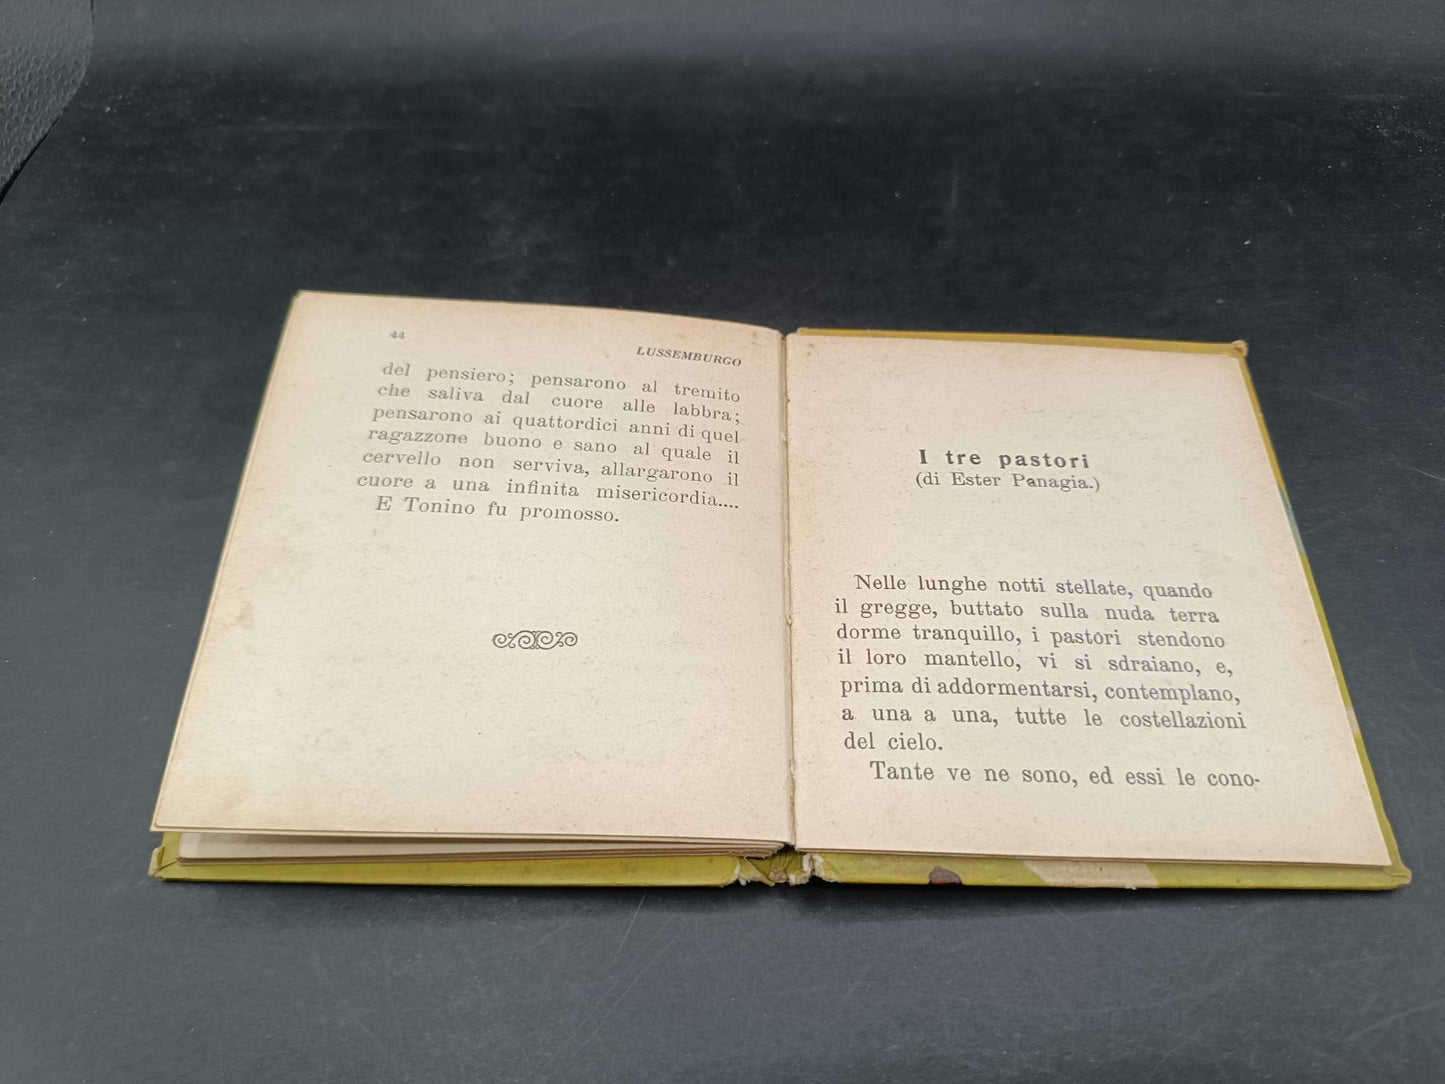 44
LUSSEMBURGO
del pensiero; pensarono al tremito
che saliva dal cuore alle labbra;
pensarono ai quattordici anni di quel
ragazzone buono e sano al quale il
cervello non serviva, allargarono il
cuore a una infinita misericordia....
E Tonino fu promosso.
I tre pastori
(di Ester Panagia.)
Nelle lunghe notti stellate, quando
il gregge, buttato sulla nuda terra
dorme tranquillo, i pastori stendono
il loro mantello, vi si sdraiano, e,
prima di addormentarsi, contemplano,
a una a una, tutte le costellazioni
del cielo.
Tante ve ne sono, ed essi le cono-